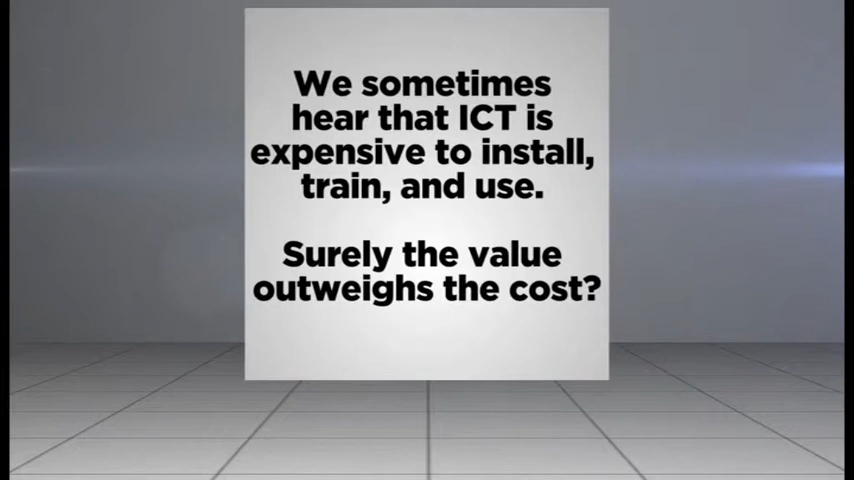 We sometimes
hear that ICT is
expensive to install,
train, and use.
Surely the value
outweighs the cost?